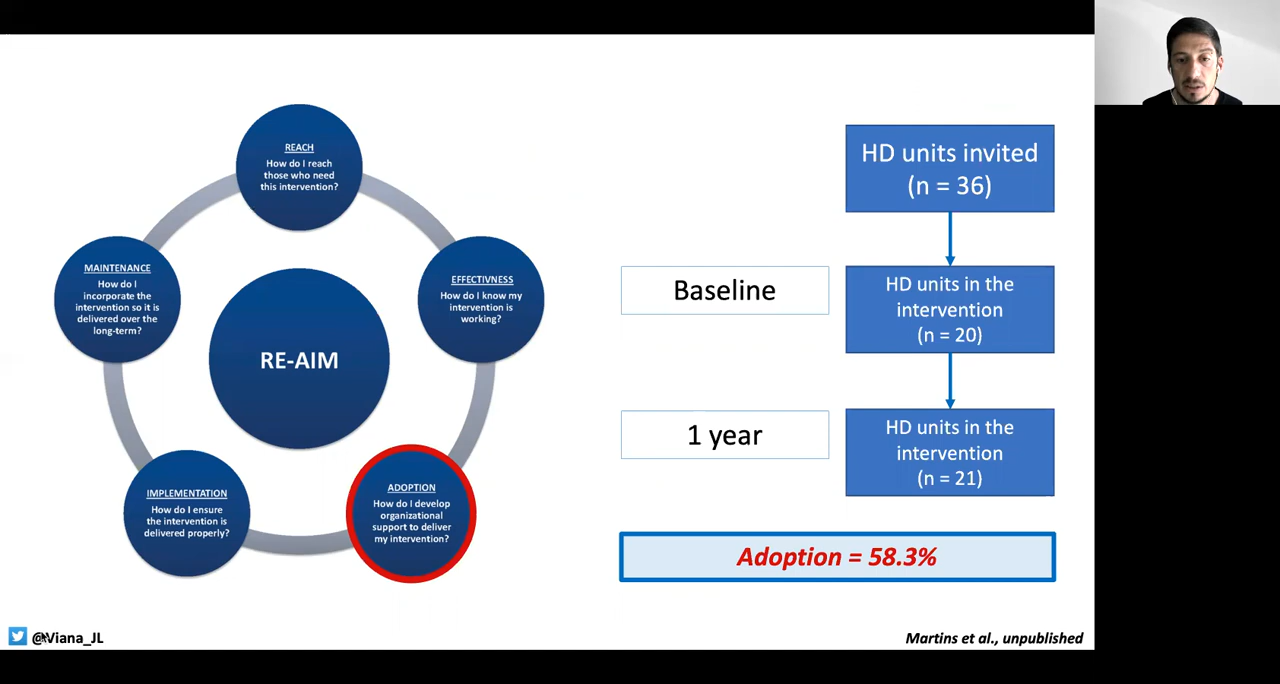 REACH
How do I reach
those who need
this intervention?
EFFECTIVNESS
How do I know my
intervention is
working?
ADOPTION
How do I develop
organizational
support to deliver
my intervention?
IMPLEMENTATION
How do I ensure
the intervention is
delivered properly?
MAINTENANCE
How do I
incorporate the
intervention so it is
delivered over the
long-term?
RE-AIM
HD units invited
(n = 36)
Baseline
HD units in the
intervention
(n = 20)
1 year
HD units in the
intervention
(n = 21)
Adoption = 58.3%
@Viana_JL
Martins et al., unpublished